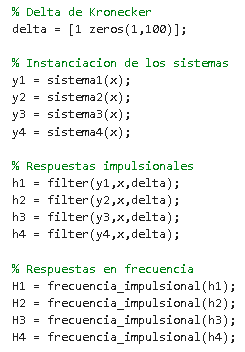 % Delta de Kronecker
delta = [1 zeros(1,100)];
% Instanciacion de los sistemas
y1 = sistema1(x);
y2 = sistema2(x);
y3 = sistema3(x);
y4 = sistema4(x);
% Respuestas impulsionales
h1 = filter(y1,x,delta);
h2 = filter(y2,x,delta);
h3 = filter(y3,x,delta);
h4 = filter(y4,x,delta);
% Respuestas en frecuencia
H1 = frecuencia_impulsional(h1);
H2 = frecuencia_impulsional(h2);
H3 = frecuencia_impulsional(h3);
H4 = frecuencia_impulsional(h4);